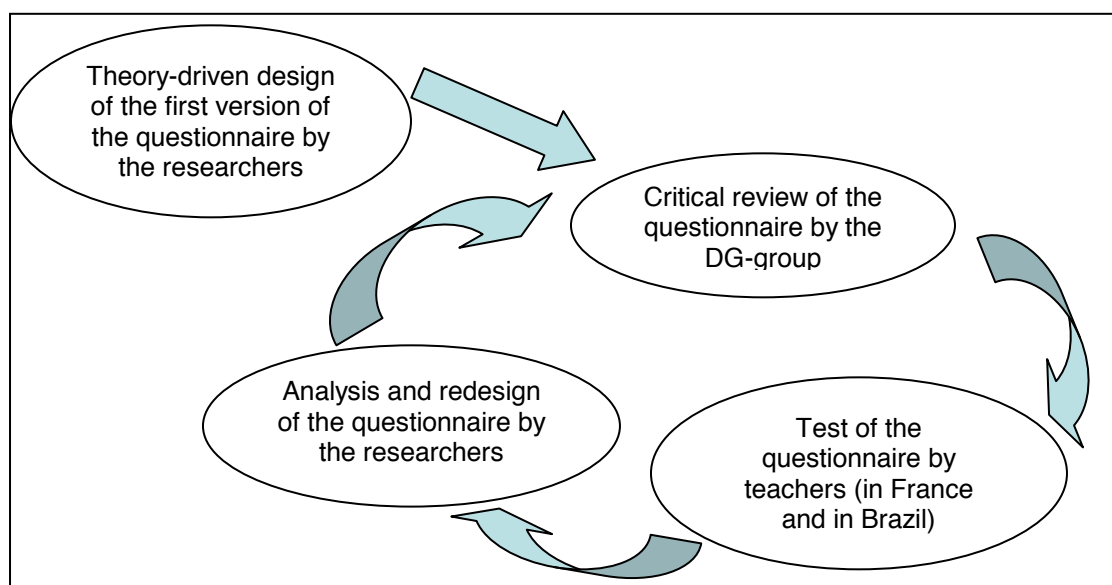 Theory-driven design
of the first version of
the questionnaire by
the researchers
Critical review of the
questionnaire by the
DG-group
Test of the
questionnaire by
teachers (in France
and in Brazil)
Analysis and redesign
of the questionnaire by
the researchers